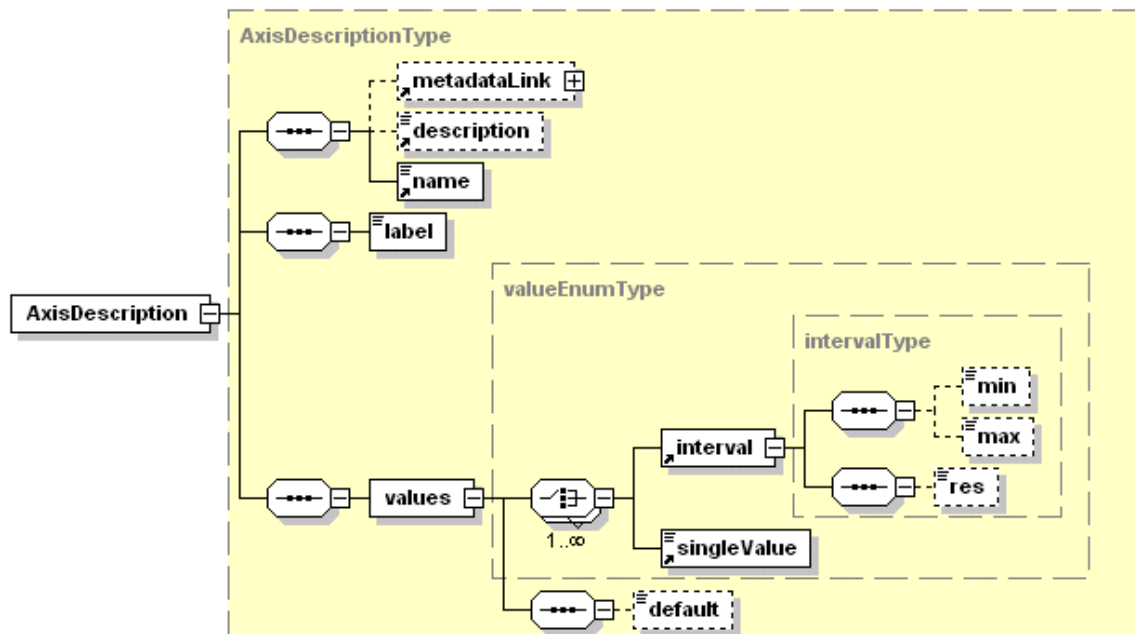 AxisDescriptionType
metadataLink
description
name
label
valueEnumType
AxisDescription
intervalType
min
interval
max
values
res
1..∞
singleValue
default